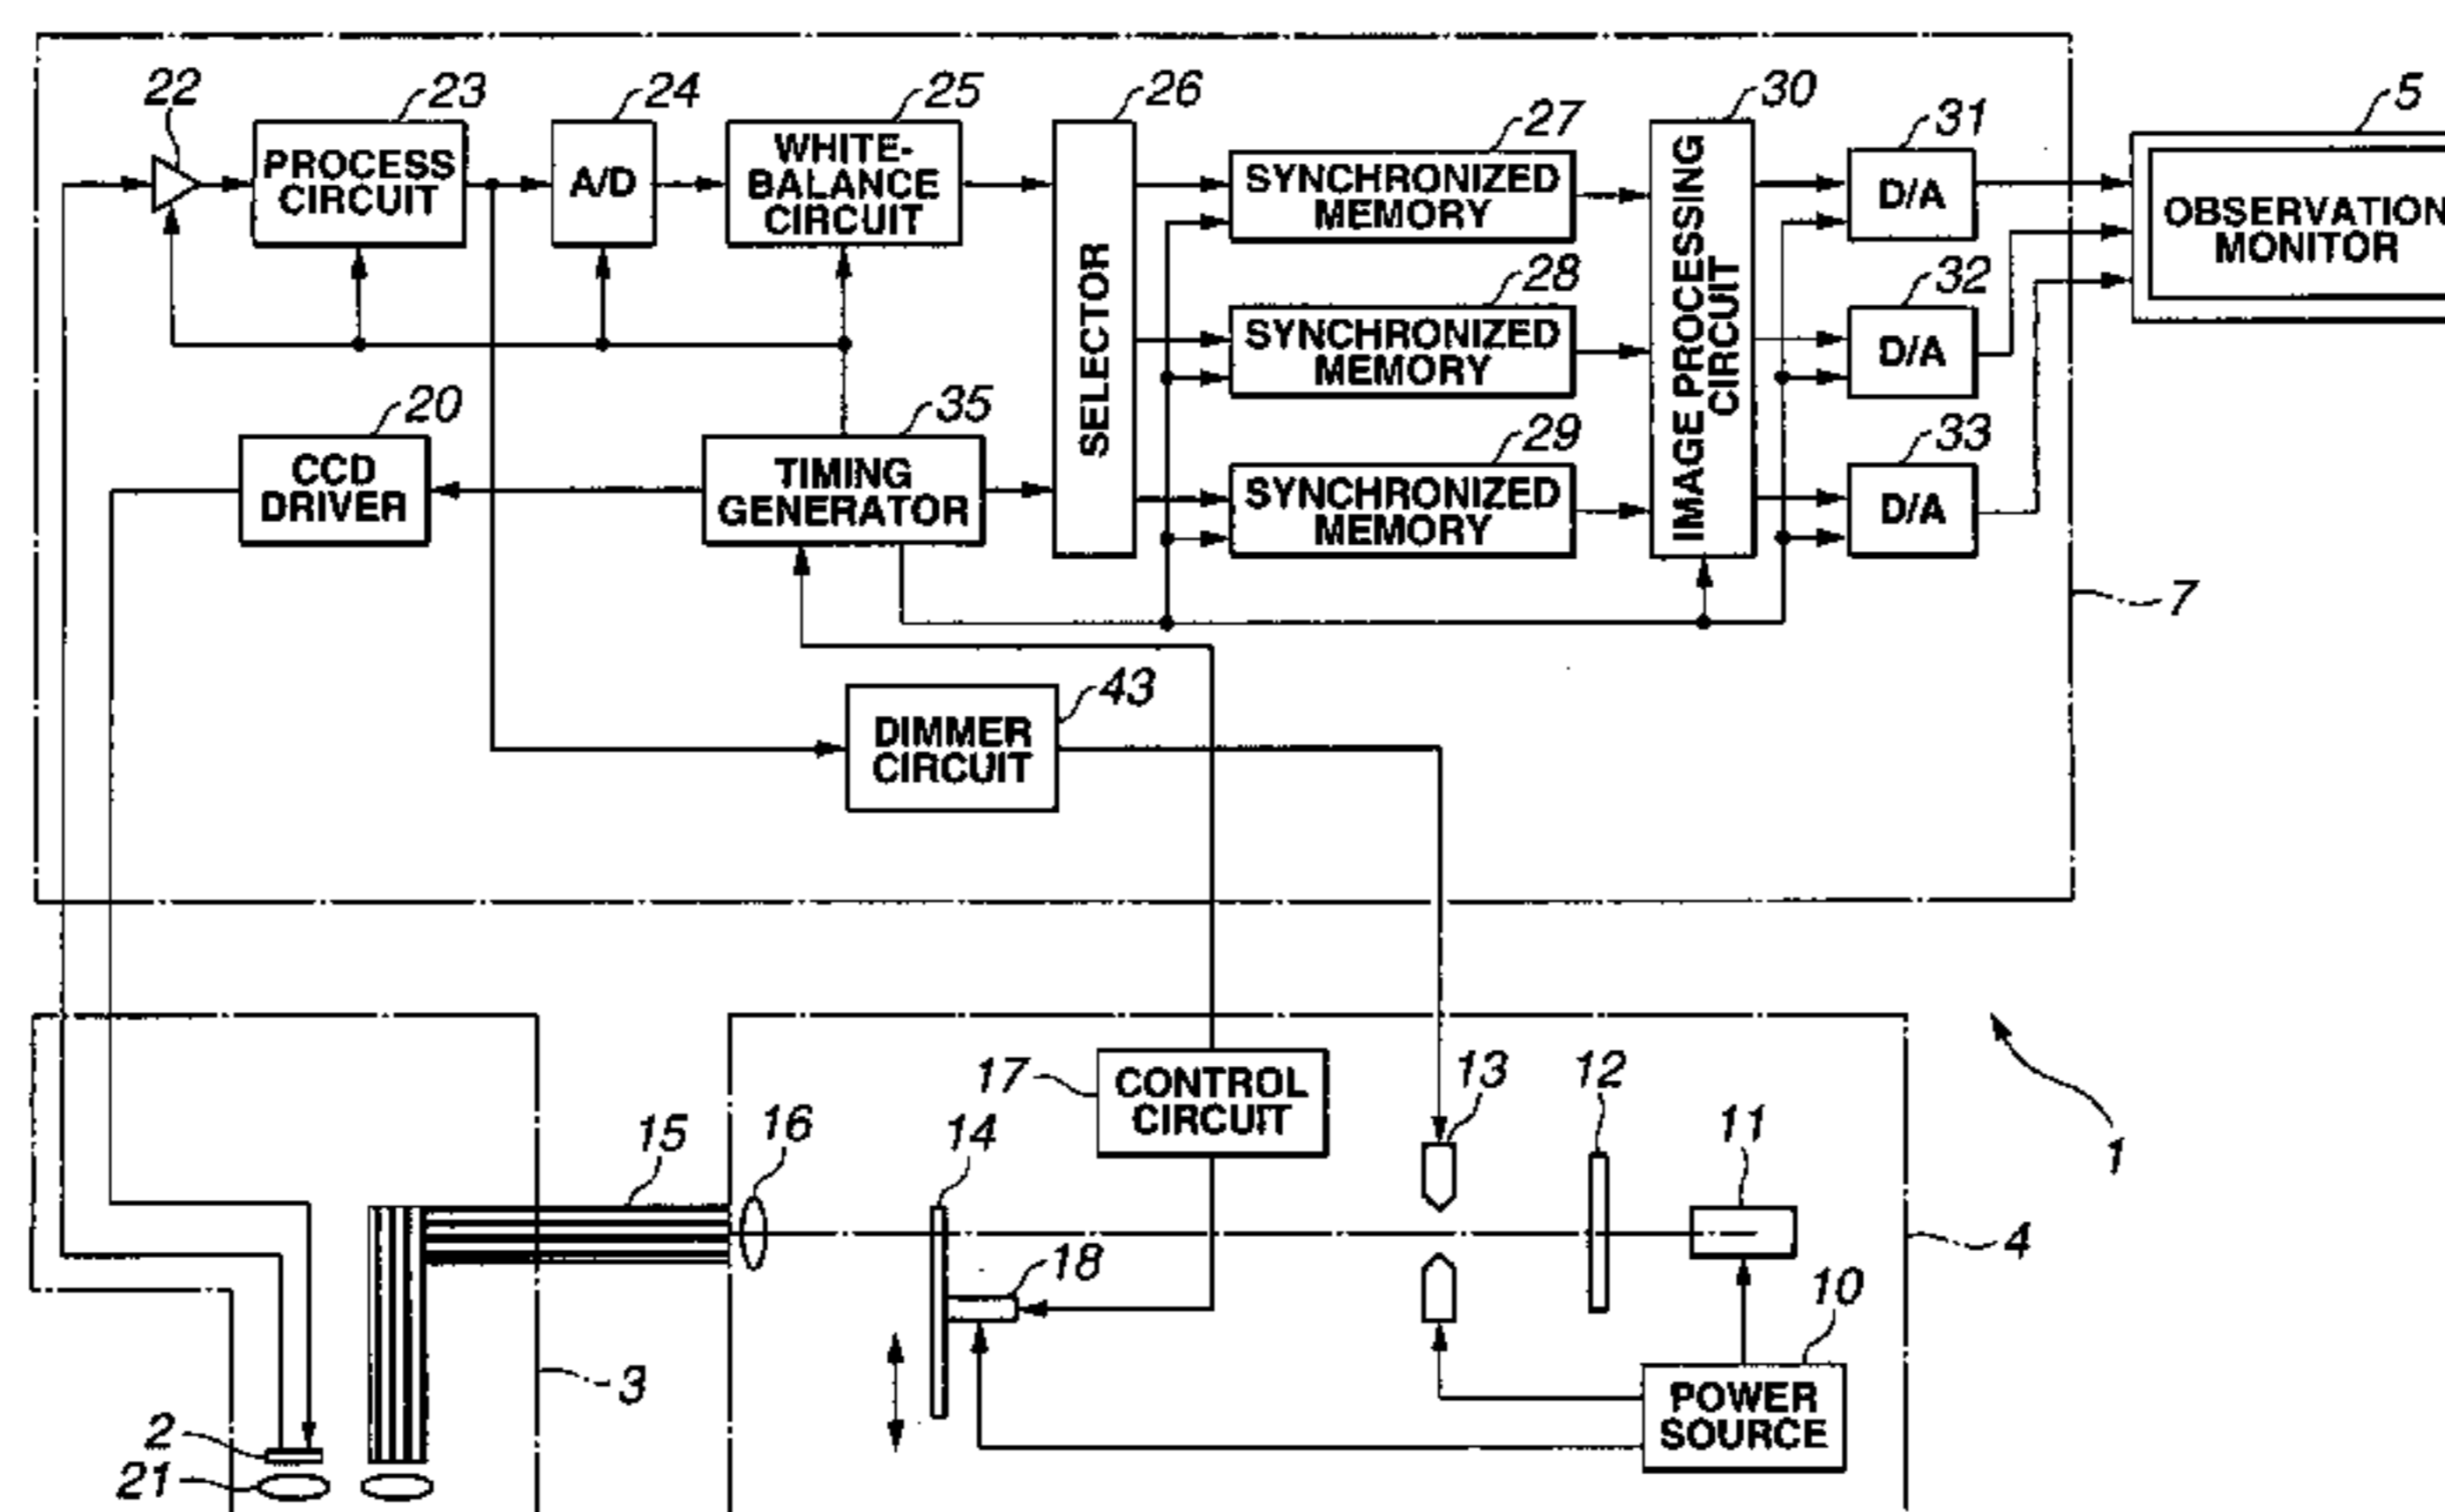 22
23
24
25
26
27
30
31
5
PROCESS
CIRCUIT
A/D
WHITE-
BALANCE
CIRCUIT
SELECTOR
SYNCHRONIZED
MEMORY
IMAGE PROCESSING
CIRCUIT
D/A
OBSERVATION
MONITOR
28
SYNCHRONIZED
MEMORY
32
D/A
20
CCD
DRIVER
35
TIMING
GENERATOR
29
SYNCHRONIZED
MEMORY
33
D/A
7
43
DIMMER
CIRCUIT
17
CONTROL
CIRCUIT
13
12
11
1
15
16
14
18
4
10
POWER
SOURCE
3
2
21